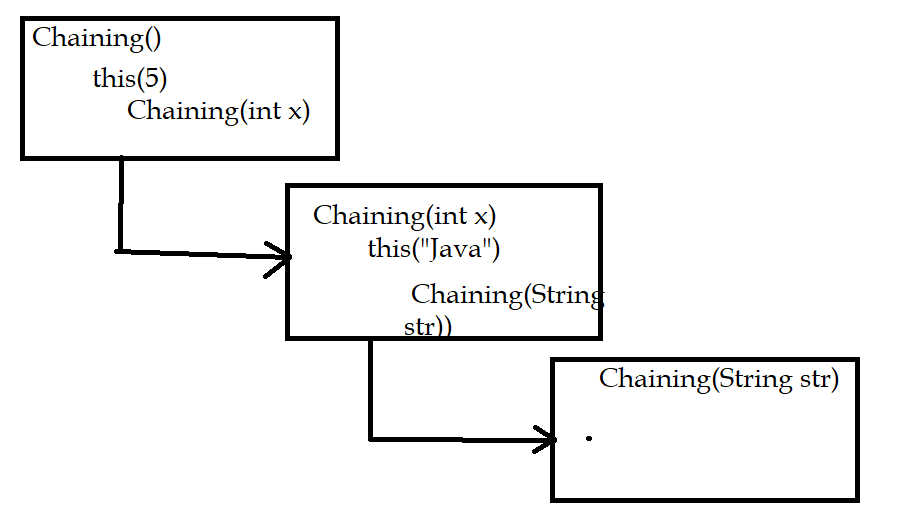 Chaining()
this(5)
Chaining(int x)
Chaining(int x)
this("Java")
Chaining(String
str))
Chaining(String str)